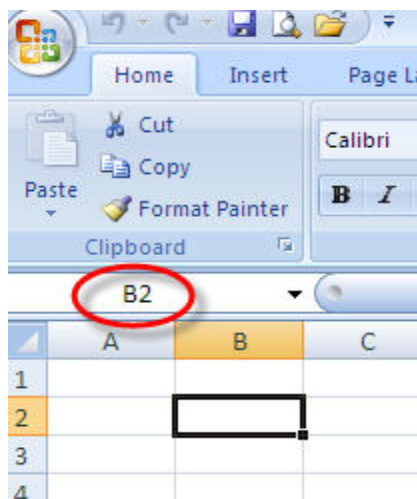 Home Insert Page La
Cut
Copy
Paste
Format Painter
Clipboard
Calibri
B I
B2
A B C
1
2
3
4